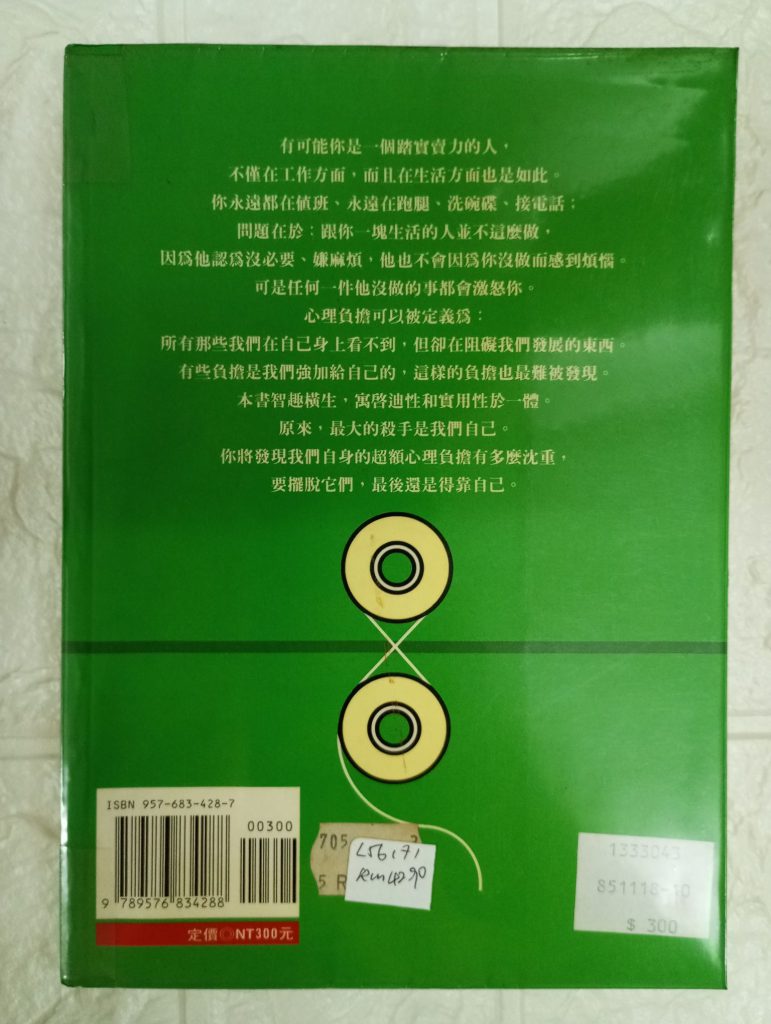 有可能你是一個踏實賣力的人，
不僅在工作方面，而且在生活方面也是如此。
你永遠都在値班、永遠在跑腿、洗碗碟、接電話；
問題在於：跟你一塊生活的人並不這麼做，
因爲他認爲沒必要、嫌麻煩，他也不會因爲你沒做而感到煩惱。
可是任何一件他沒做的事都會激怒你。
心理負擔可以被定義爲：
所有那些我們在自己身上看不到，但卻在阻礙我們發展的東西。
有些負擔是我們強加給自己的，這樣的負擔也最難被發現。
本書智趣橫生，寓啓迪性和實用性於一體。
原來，最大的殺手是我們自己。
你將發現我們自身的超額心理負擔有多麼沈重，
要擺脫它們，最後還是得靠自己。
ISBN 957-683-428-7
00300
9 789576 834288
定價◎NT300元
705
5 R
1333043
851118-10
$ 300